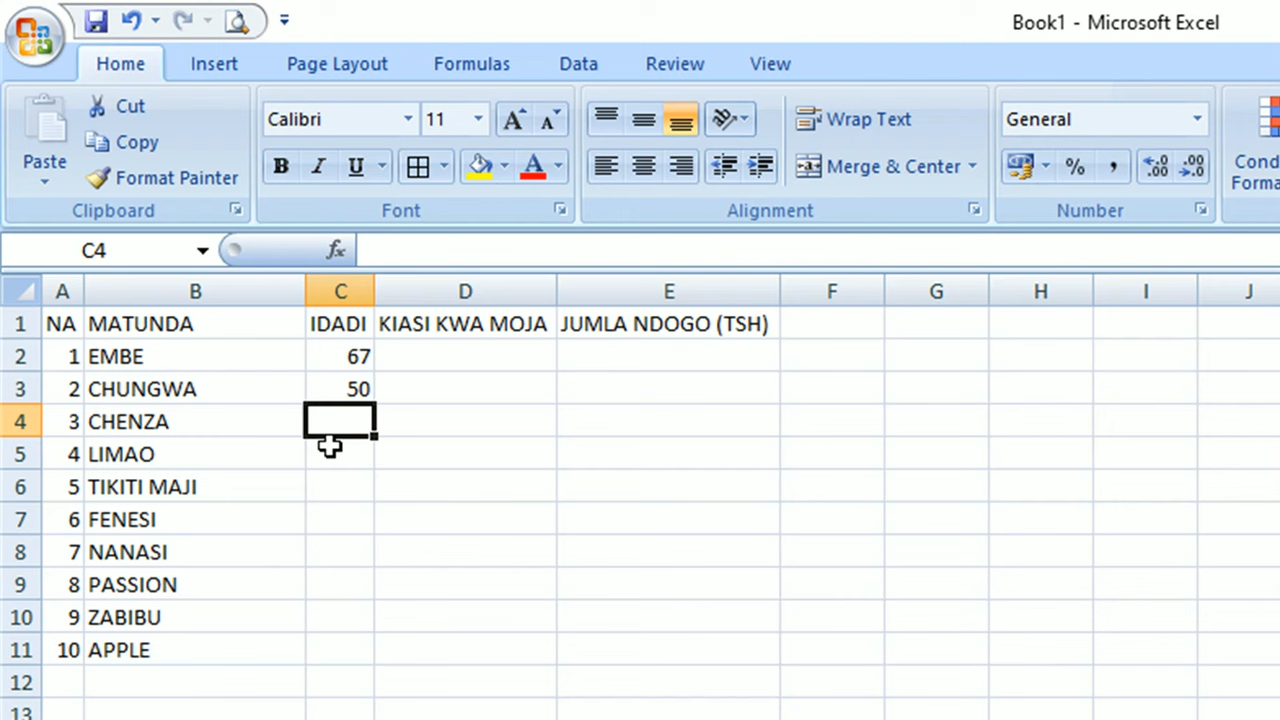 Book1 - Microsoft Excel
Home Insert Page Layout Formulas Data Review View
Paste
Cut
Copy
Format Painter
Clipboard
Calibri 11 A A
B I U A
Font
Wrap Text
Merge & Center
Alignment
General
% , .0 .00 .00 .0
Number
Cond
Forma
C4 fx
A B C D E F G H I J
1 NA MATUNDA IDADI KIASI KWA MOJA JUMLA NDOGO (TSH)
2 1 EMBE 67
3 2 CHUNGWA 50
4 3 CHENZA
5 4 LIMAO
6 5 TIKITI MAJI
7 6 FENESI
8 7 NANASI
9 8 PASSION
10 9 ZABIBU
11 10 APPLE
12
13